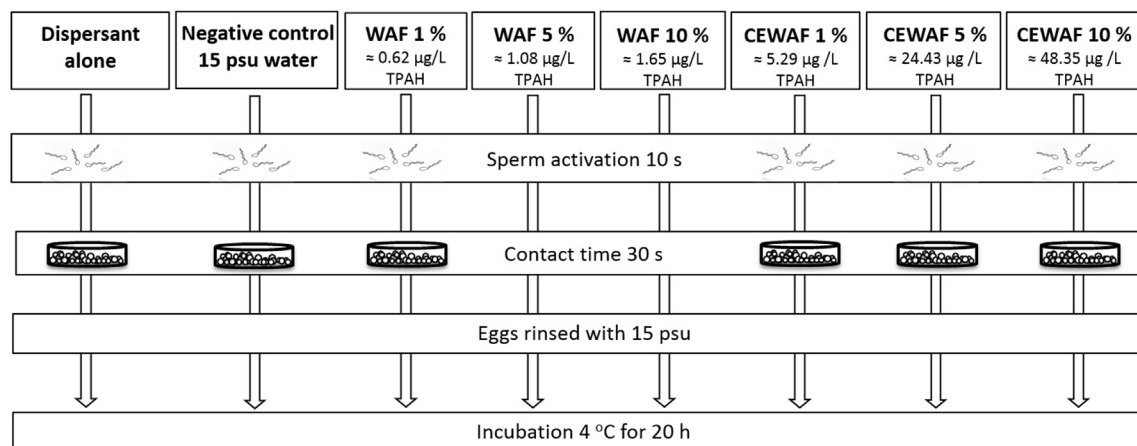 Dispersant
alone
Negative control
15 psu water
WAF 1 %
≈ 0.62 µg/L
TPAH
WAF 5 %
≈ 1.08 µg/L
TPAH
WAF 10 %
≈ 1.65 µg/L
TPAH
CEWAF 1 %
≈ 5.29 µg /L
TPAH
CEWAF 5 %
≈ 24.43 µg /L
TPAH
CEWAF 10 %
≈ 48.35 µg /L
TPAH
Sperm activation 10 s
Contact time 30 s
Eggs rinsed with 15 psu
Incubation 4 °C for 20 h